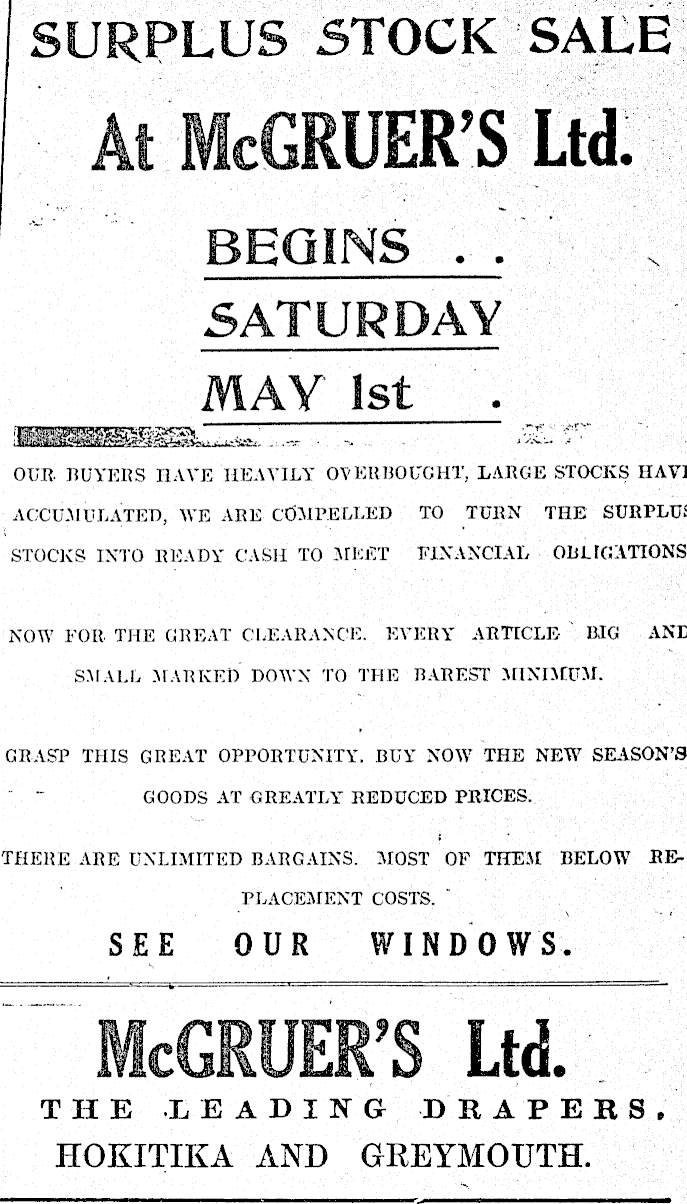 SURPLUS STOCK SALE
At McGRUER'S Ltd.
BEGINS . .
SATURDAY
MAY 1st .
OUR BUYERS HAVE HEAVILY OVERBOUGHT, LARGE STOCKS HAVE
ACCUMULATED, WE ARE COMPELLED TO TURN THE SURPLUS
STOCKS INTO READY CASH TO MEET FINANCIAL OBLIGATIONS
NOW FOR THE GREAT CLEARANCE. EVERY ARTICLE BIG AND
SMALL MARKED DOWN TO THE BAREST MINIMUM.
GRASP THIS GREAT OPPORTUNITY. BUY NOW THE NEW SEASON'S
GOODS AT GREATLY REDUCED PRICES.
THERE ARE UNLIMITED BARGAINS. MOST OF THEM BELOW RE-
PLACEMENT COSTS.
SEE OUR WINDOWS.
McGRUER'S Ltd.
THE LEADING DRAPERS.
HOKITIKA AND GREYMOUTH.